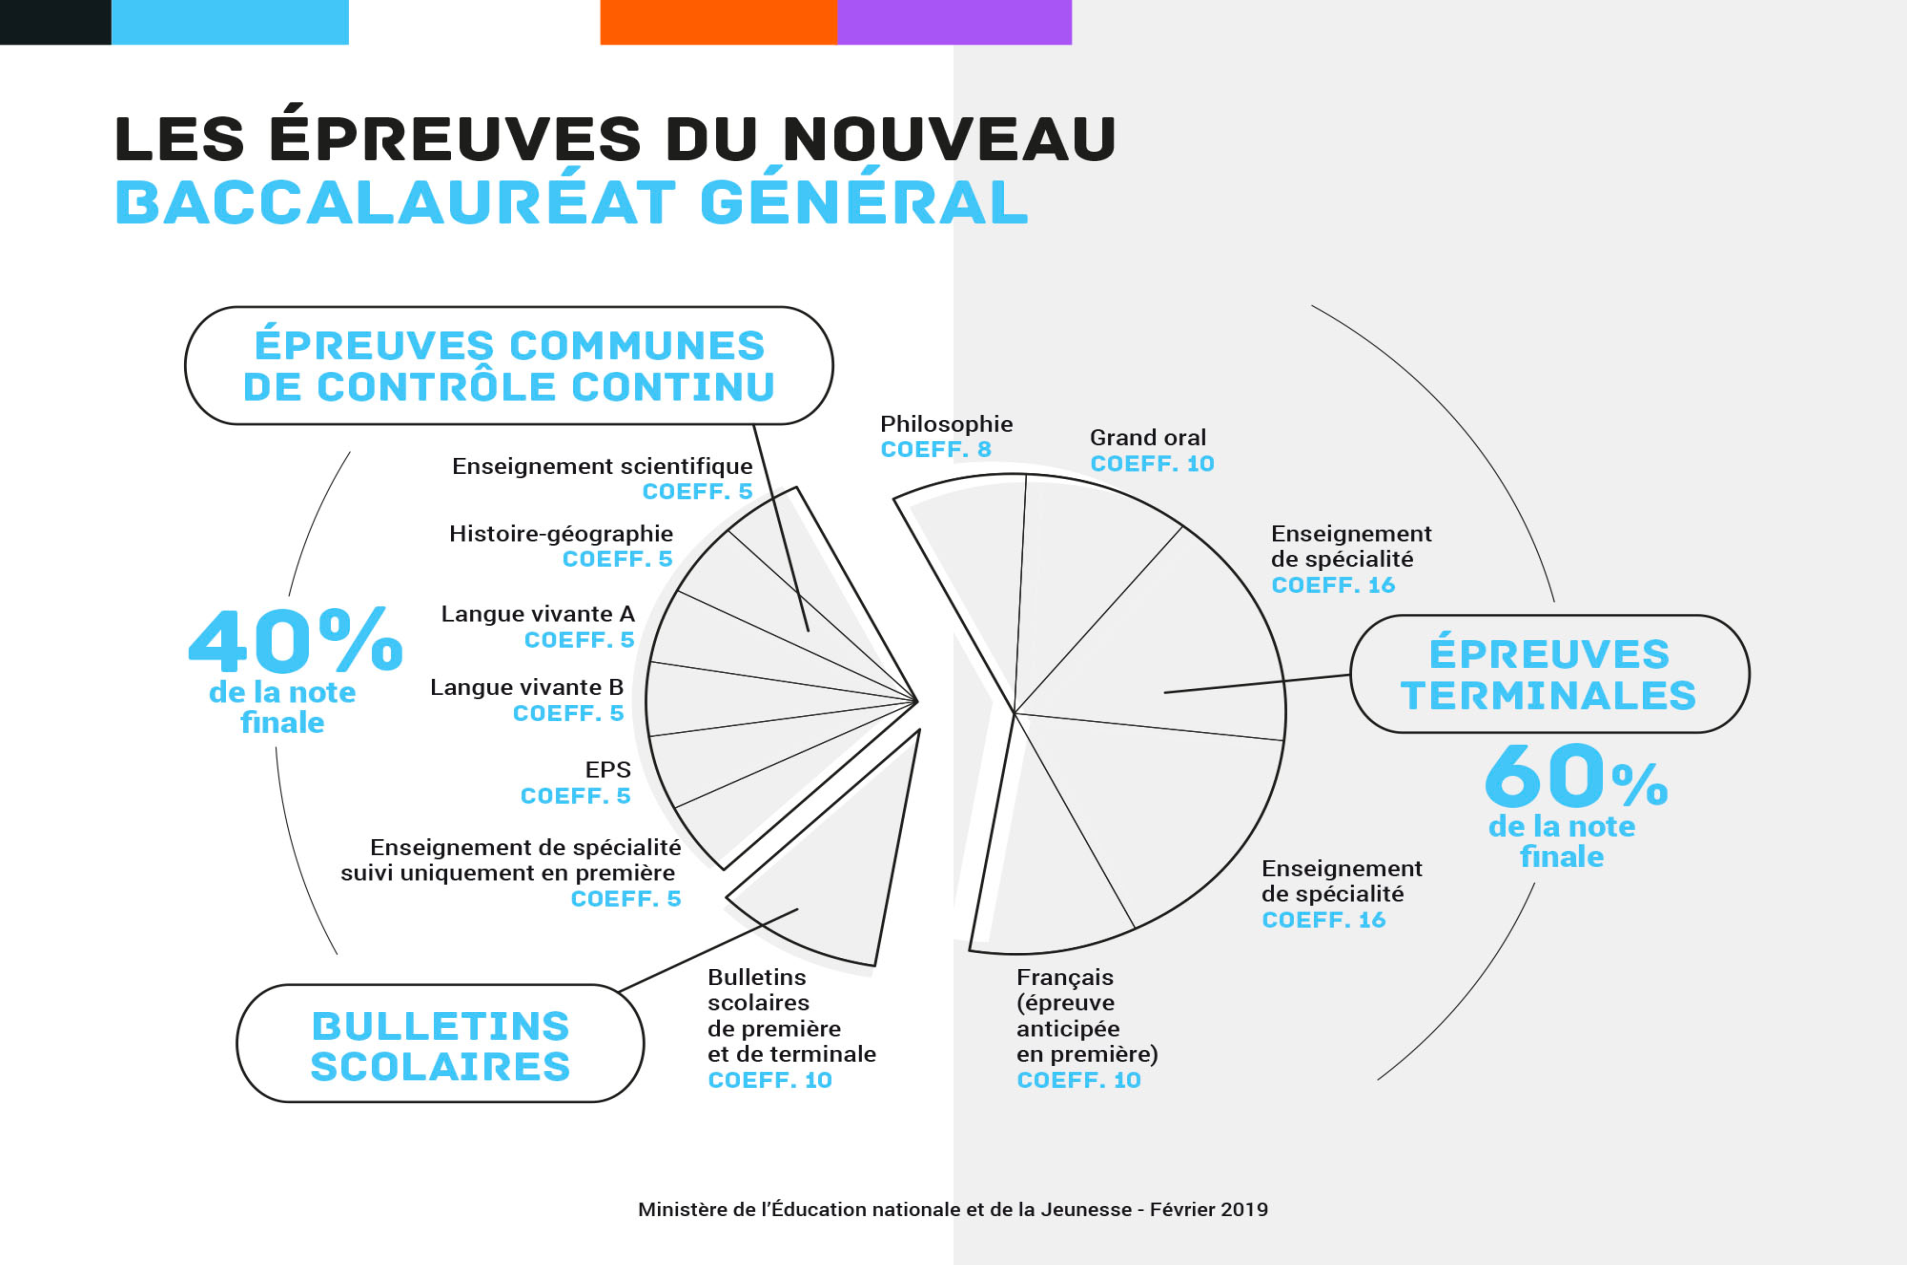 LES ÉPREUVES DU NOUVEAU
BACCALAURÉAT GÉNÉRAL
ÉPREUVES COMMUNES
DE CONTRÔLE CONTINU
Enseignement scientifique
COEFF. 5
Histoire-géographie
COEFF. 5
Langue vivante A
COEFF. 5
Langue vivante B
COEFF. 5
EPS
COEFF. 5
Enseignement de spécialité
suivi uniquement en première
COEFF. 5
40%
de la note
finale
BULLETINS
SCOLAIRES
Bulletins
scolaires
de première
et de terminale
COEFF. 10
Philosophie
COEFF. 8
Grand oral
COEFF. 10
Enseignement
de spécialité
COEFF. 16
ÉPREUVES
TERMINALES
60%
de la note
finale
Enseignement
de spécialité
COEFF. 16
Français
(épreuve
anticipée
en première)
COEFF. 10
Ministère de l'Éducation nationale et de la Jeunesse - Février 2019